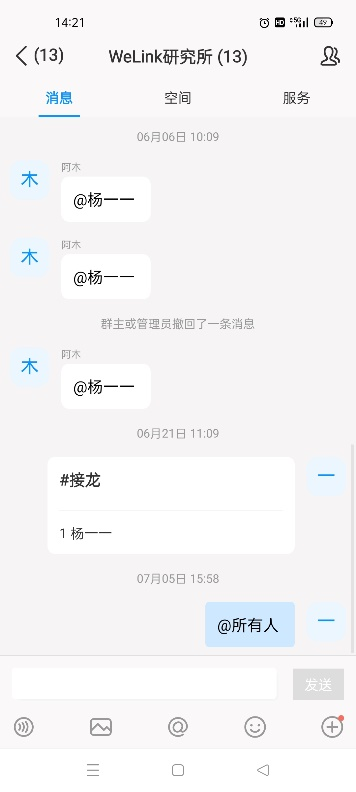 14:21
HD
49
(13)
WeLink研究所 (13)
消息
空间
服务
06月06日 10:09
阿木
木
@杨一一
阿木
木
@杨一一
群主或管理员撤回了一条消息
阿木
木
@杨一一
06月21日 11:09
#接龙
一
1 杨一一
07月05日 15:58
@所有人
一
发送